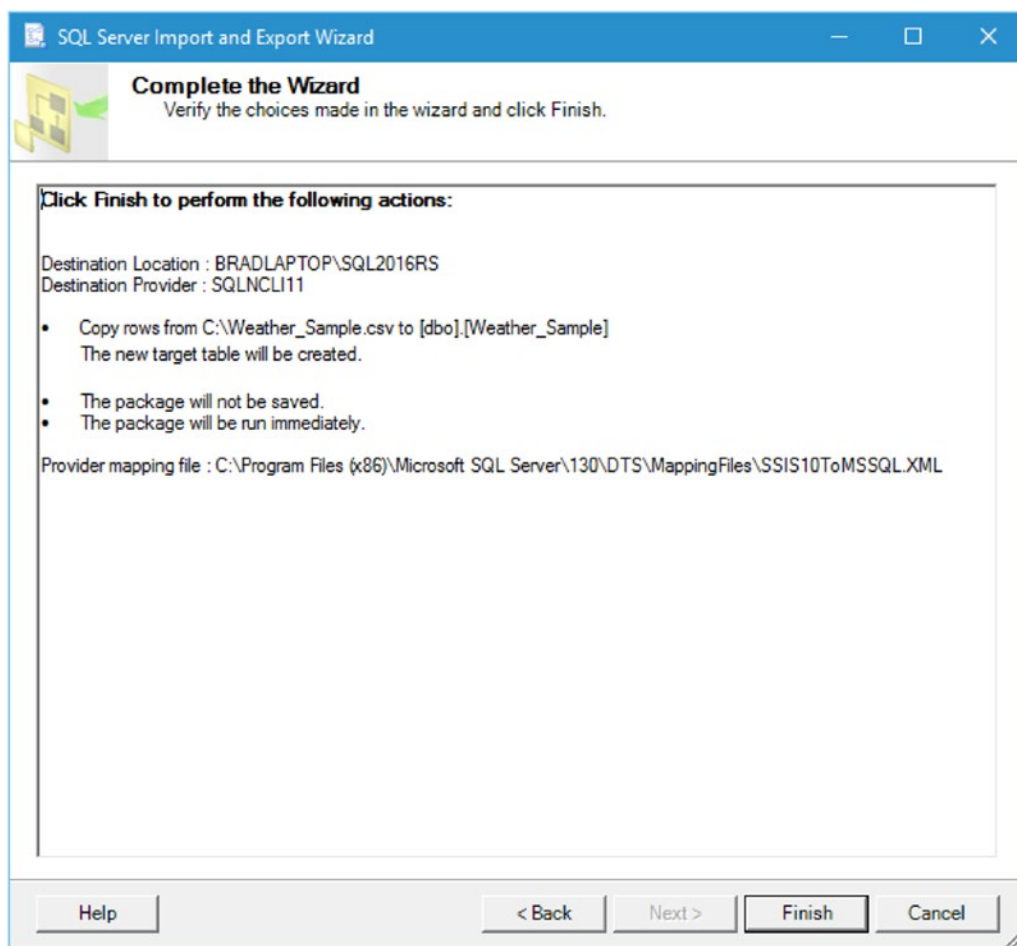 SQL Server Import and Export Wizard
Complete the Wizard
Verify the choices made in the wizard and click Finish.
Click Finish to perform the following actions:
Destination Location : BRADLAPTOP\SQL2016RS
Destination Provider : SQLNCLI11
• Copy rows from C:\Weather_Sample.csv to [dbo].[Weather_Sample]
The new target table will be created.
• The package will not be saved.
• The package will be run immediately.
Provider mapping file : C:\Program Files (x86)\Microsoft SQL Server\130\DTS\MappingFiles\SSIS10ToMSSQL.XML
Help < Back Next > Finish Cancel